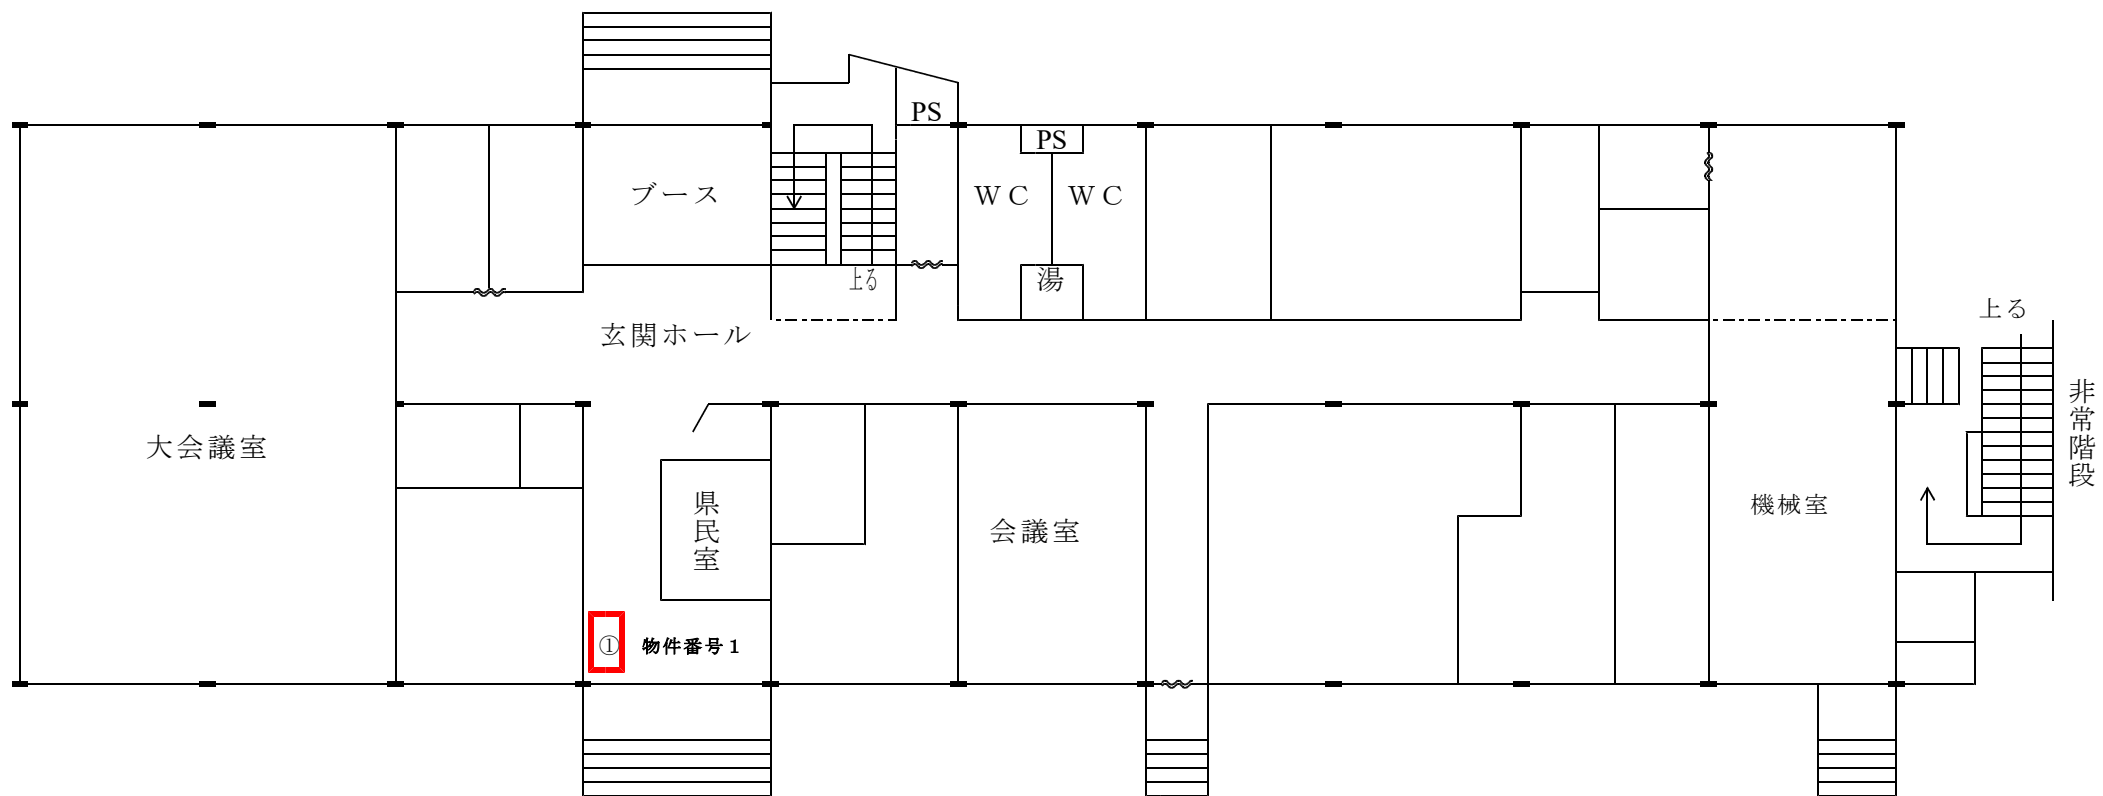 PS
PS
ブース
ＷＣ
ＷＣ
上る
湯
玄関ホール
上る
非常階段
大会議室
県民室
会議室
機械室
① 物件番号１